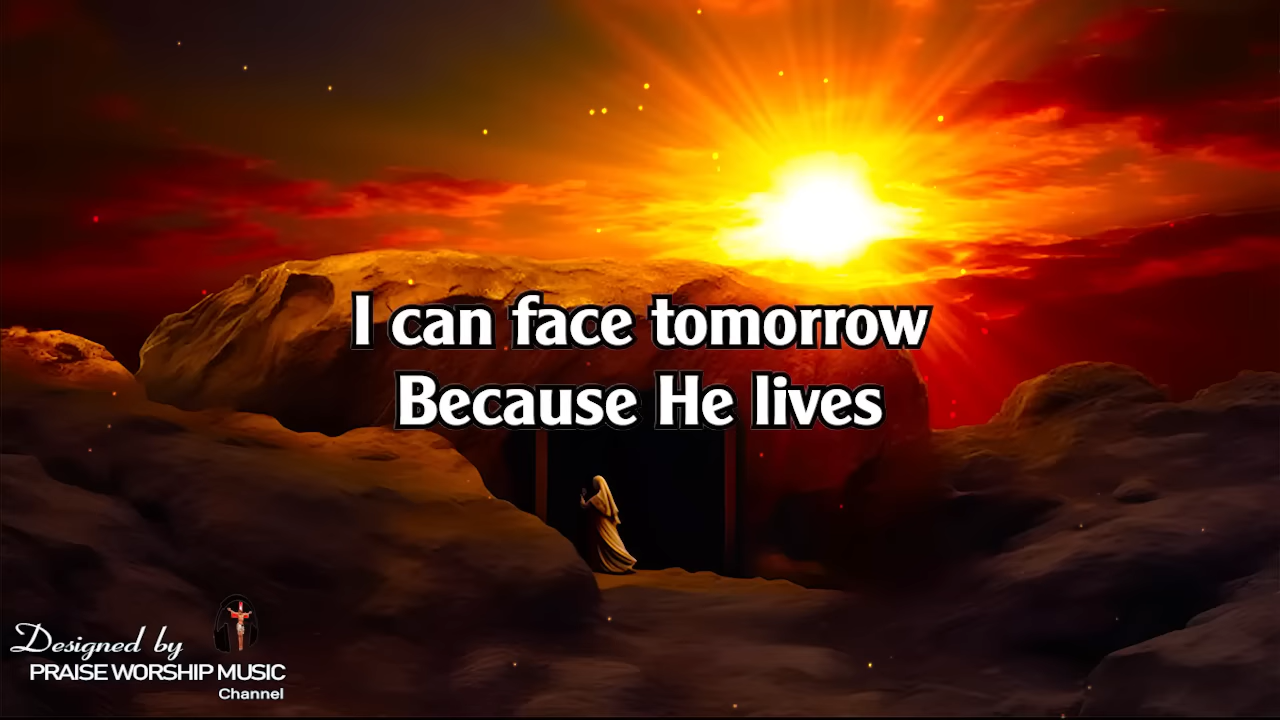 I can face tomorrow
Because He lives
Designed by
PRAISE WORSHIP MUSIC
Channel